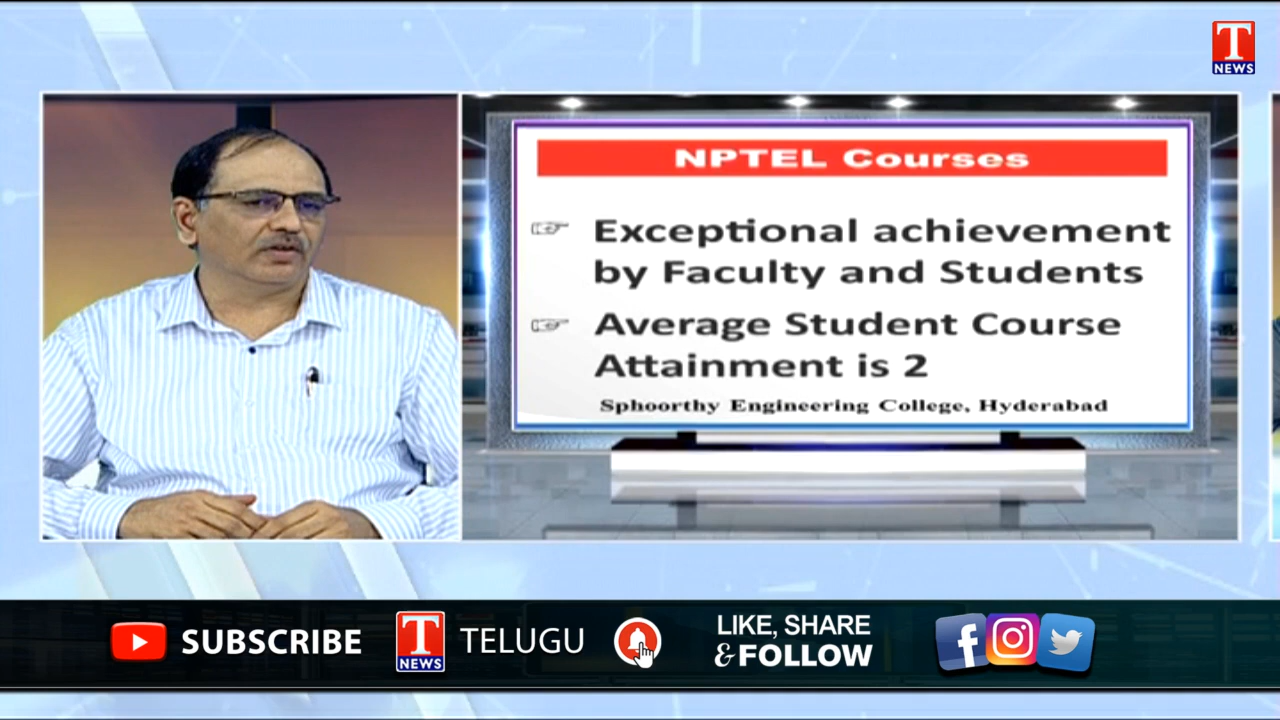 T
NEWS
NPTEL Courses
Exceptional achievement
by Faculty and Students
Average Student Course
Attainment is 2
Sphoorthy Engineering College, Hyderabad
SUBSCRIBE
T
NEWS
TELUGU
LIKE, SHARE
& FOLLOW
f